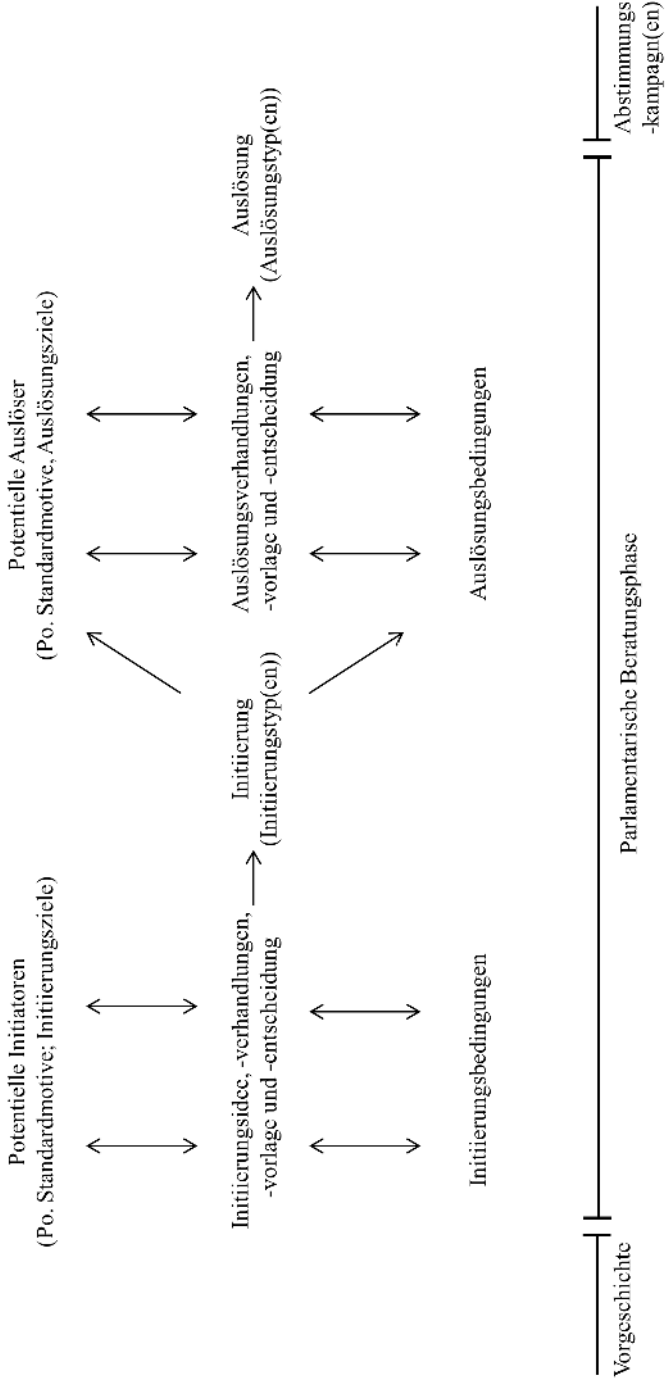 Potentielle Initiatoren
(Po. Standardmotive; Initiierungsziele)
Potentielle Auslöser
(Po. Standardmotive, Auslösungsziele)
Initiierungsidee, -verhandlungen,
-vorlage und -entscheidung
Initiierung
(Initiierungstyp(en))
Auslösungsverhandlungen,
-vorlage und -entscheidung
Auslösung
(Auslösungstyp(en))
Initiierungsbedingungen
Auslösungsbedingungen
Vorgeschichte
Parlamentarische Beratungsphase
Abstimmungs
-kampagn(en)